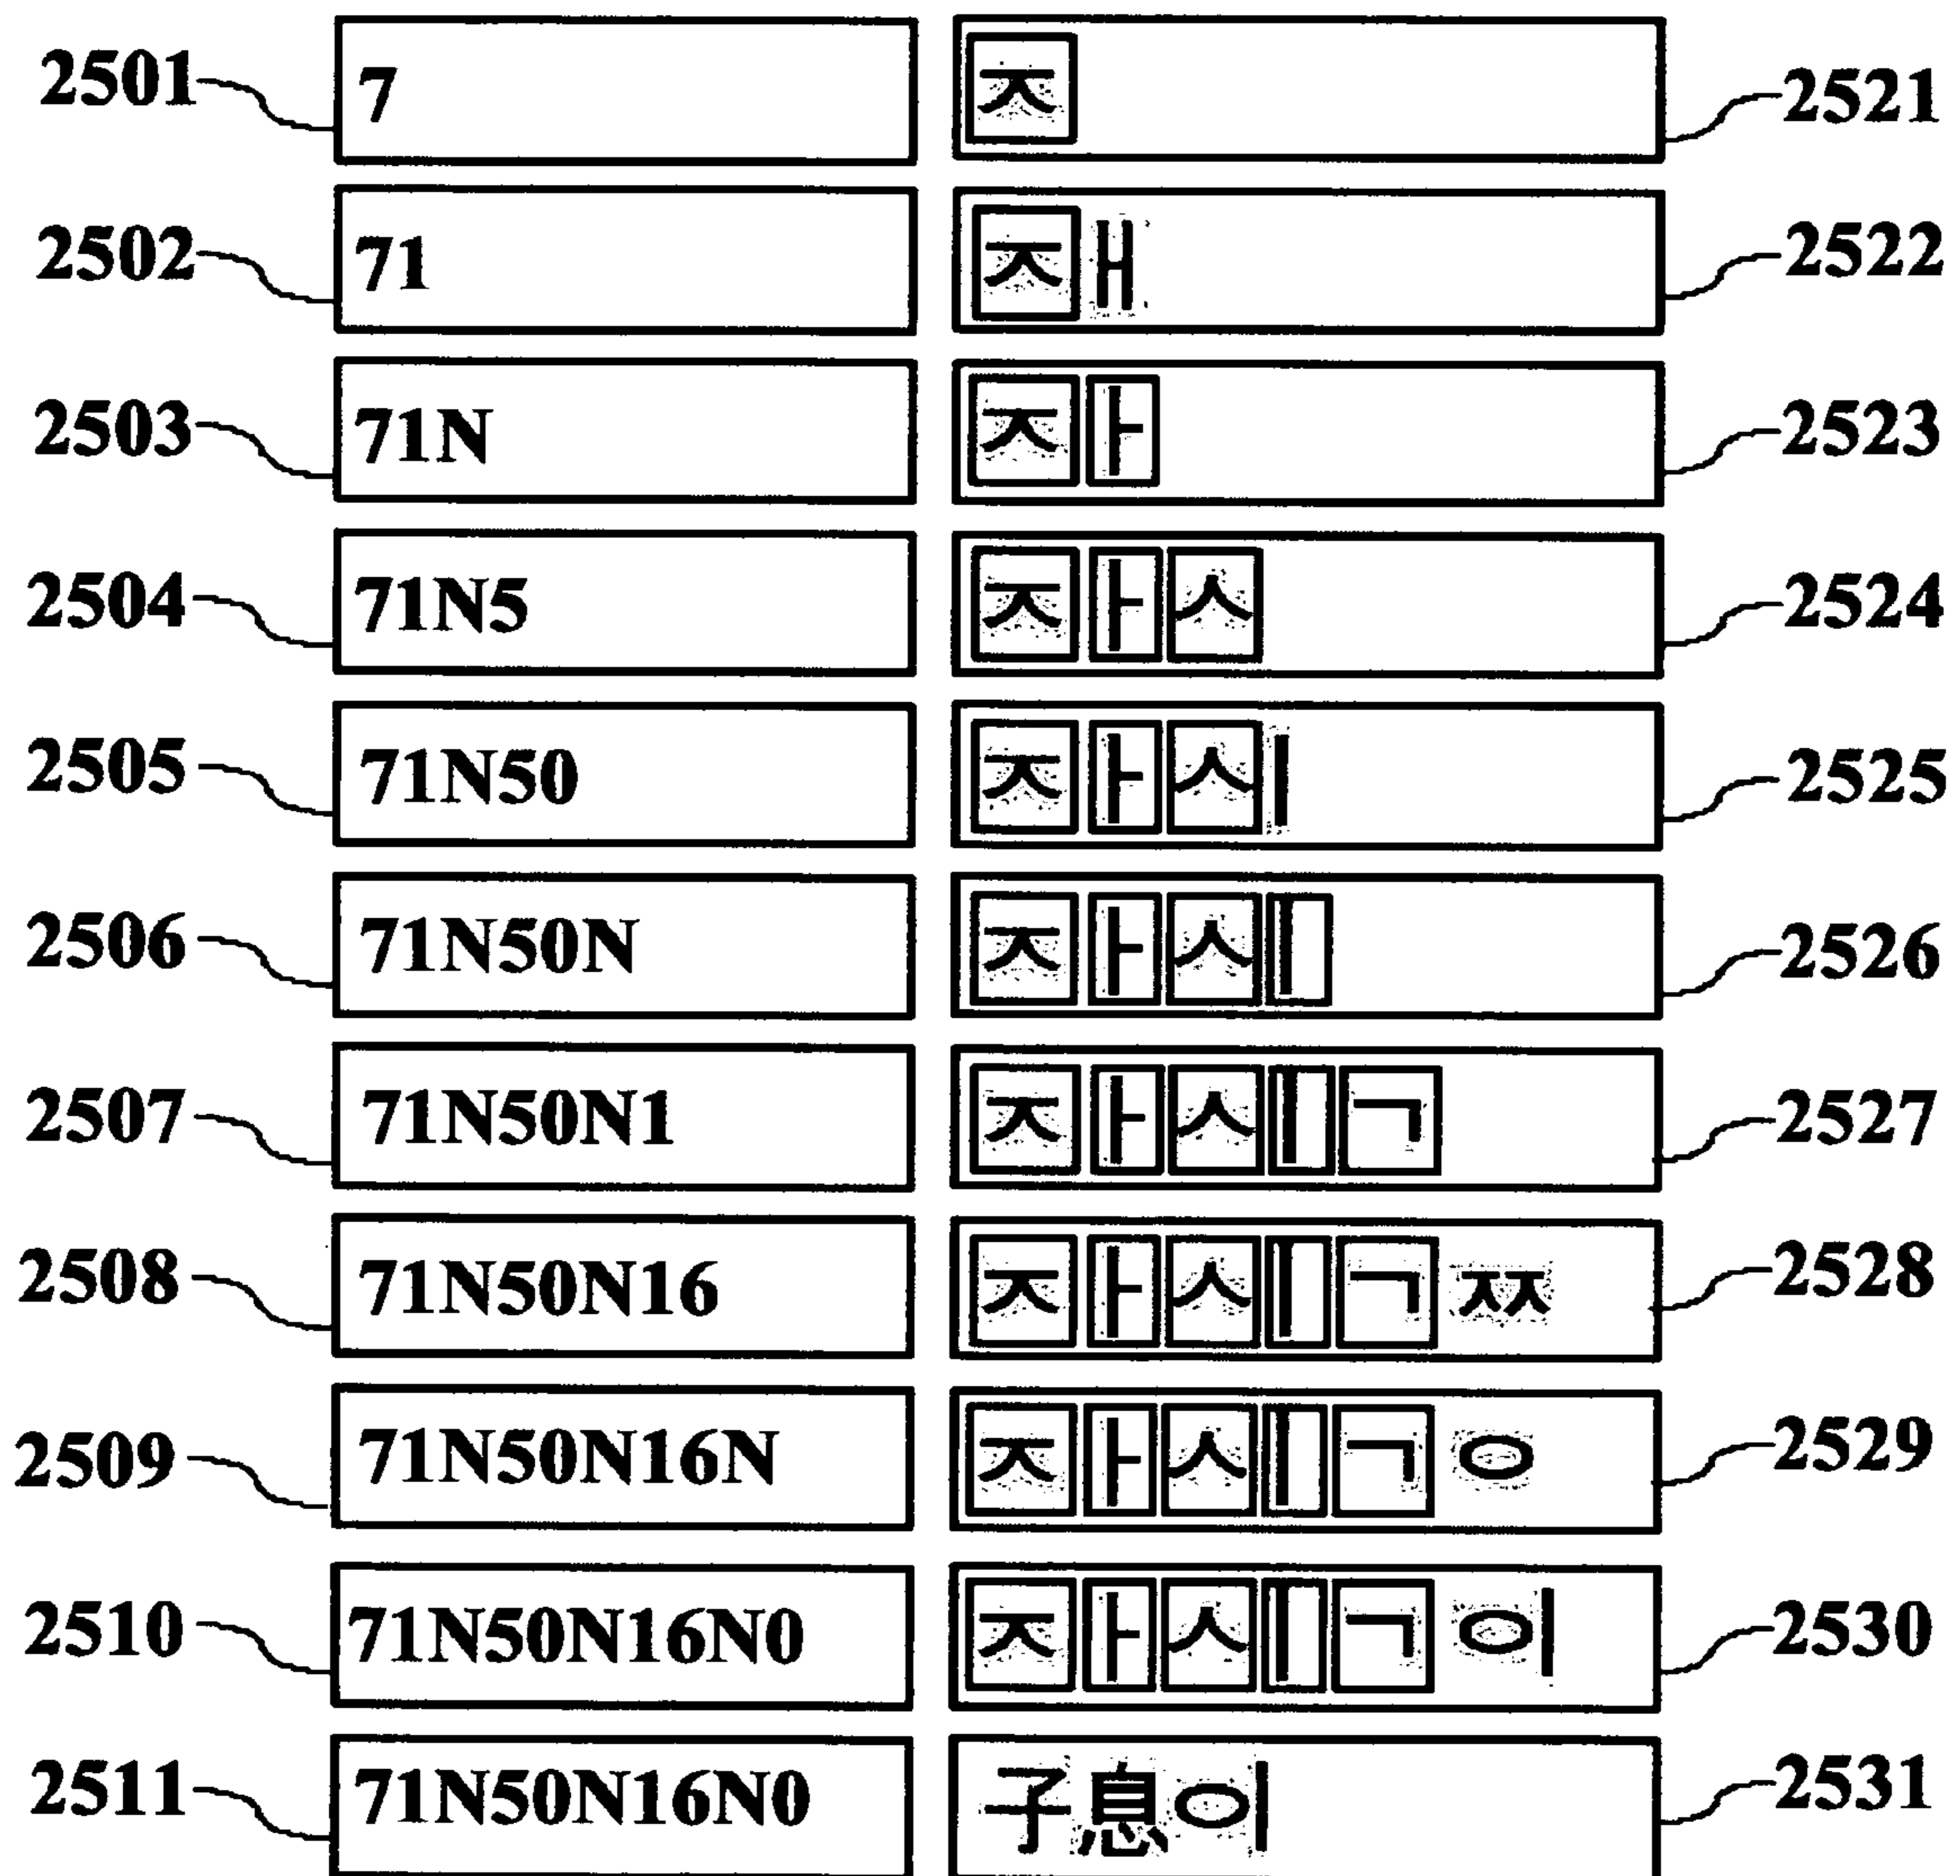 2501 7 ㅈ 2521
2502 71 ㅈㅐ 2522
2503 71N ㅈㅏ 2523
2504 71N5 ㅈㅏㅅ 2524
2505 71N50 ㅈㅏㅅㅣ 2525
2506 71N50N ㅈㅏㅅㅣ 2526
2507 71N50N1 ㅈㅏㅅㅣㄱ 2527
2508 71N50N16 ㅈㅏㅅㅣㄱㅉ 2528
2509 71N50N16N ㅈㅏㅅㅣㄱㅇ 2529
2510 71N50N16N0 ㅈㅏㅅㅣㄱ이 2530
2511 71N50N16N0 子息이 2531